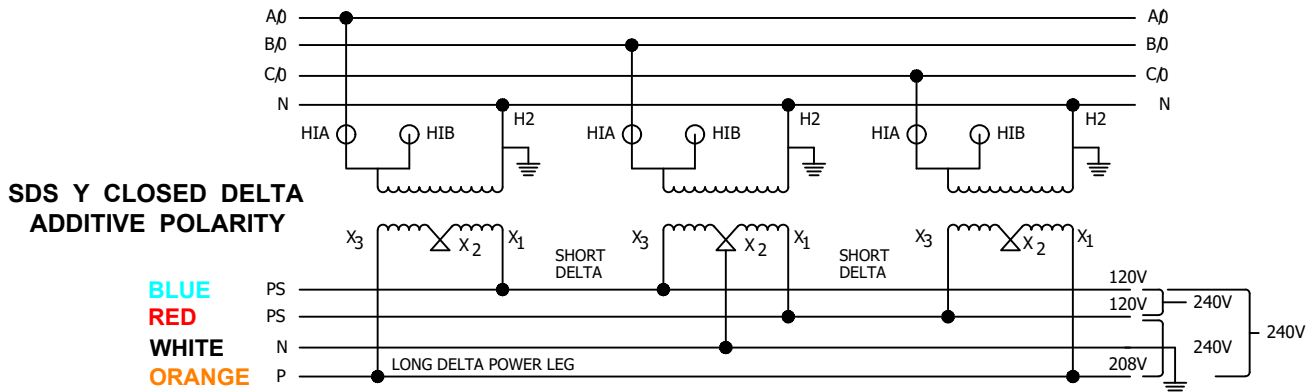 A/0 A/0
B/0 B/0
C/0 C/0
N N
HIA HIB H2 HIA HIB H2 HIA HIB H2
SDS Y CLOSED DELTA
ADDITIVE POLARITY
X3 X2 X1 X3 X2 X1 X3 X2 X1
SHORT
DELTA
SHORT
DELTA
BLUE PS 120V
RED PS 120V 240V
240V
WHITE N 240V
ORANGE P LONG DELTA POWER LEG 208V